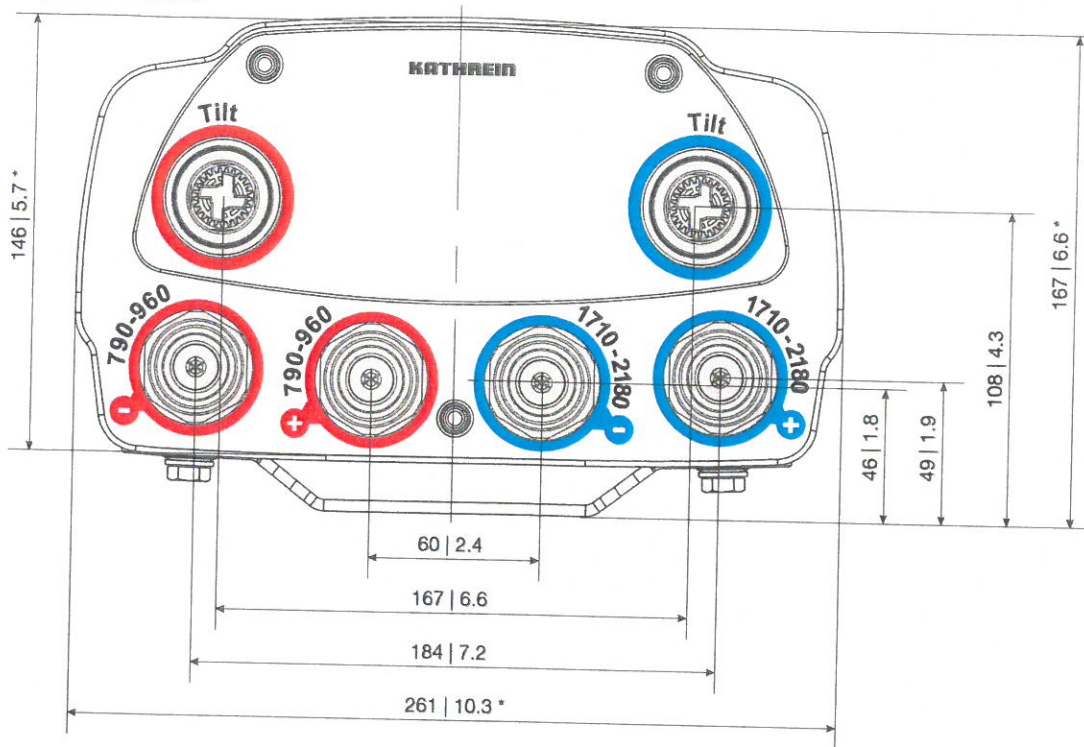 KATHREIN
Tilt
Tilt
146 | 5.7 *
167 | 6.6 *
790-960
790-960
1710-2180
1710-2180
-
+
-
+
108 | 4.3
46 | 1.8
49 | 1.9
60 | 2.4
167 | 6.6
184 | 7.2
261 | 10.3 *